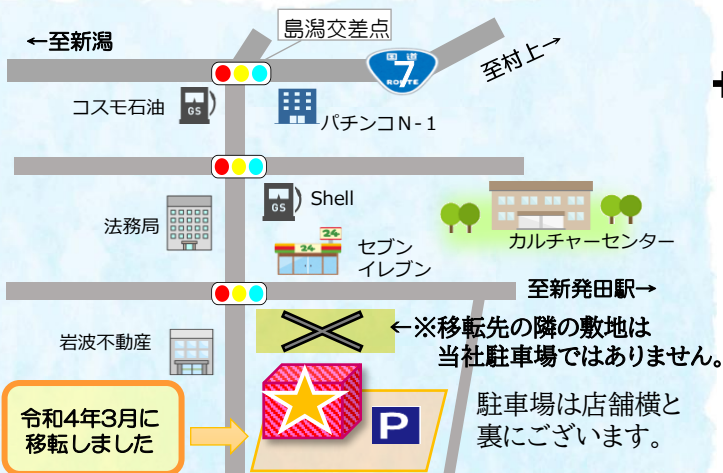 島潟交差点
←至新潟
国道
7
ROUTE
至村上→
コスモ石油
GS
パチンコN-1
GS
Shell
法務局
24
24
セブン
イレブン
カルチャーセンター
至新発田駅→
岩波不動産
←※移転先の隣の敷地は
当社駐車場ではありません。
令和4年3月に
移転しました
P
駐車場は店舗横と
裏にございます。